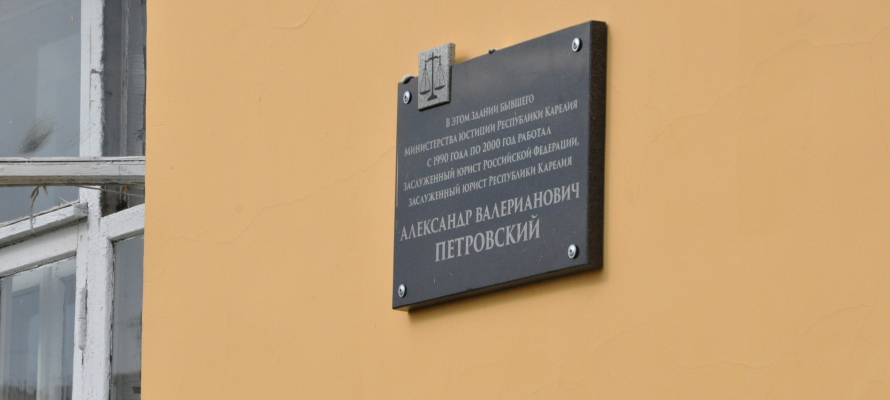 В ЭТОМ ЗДАНИИ БЫВШЕГО
МИНИСТЕРСТВА ЮСТИЦИИ РЕСПУБЛИКИ КАРЕЛИЯ
С 1990 ГОДА ПО 2000 ГОД РАБОТАЛ
ЗАСЛУЖЕННЫЙ ЮРИСТ РОССИЙСКОЙ ФЕДЕРАЦИИ,
ЗАСЛУЖЕННЫЙ ЮРИСТ РЕСПУБЛИКИ КАРЕЛИЯ
АЛЕКСАНДР ВАЛЕРИАНОВИЧ
ПЕТРОВСКИЙ